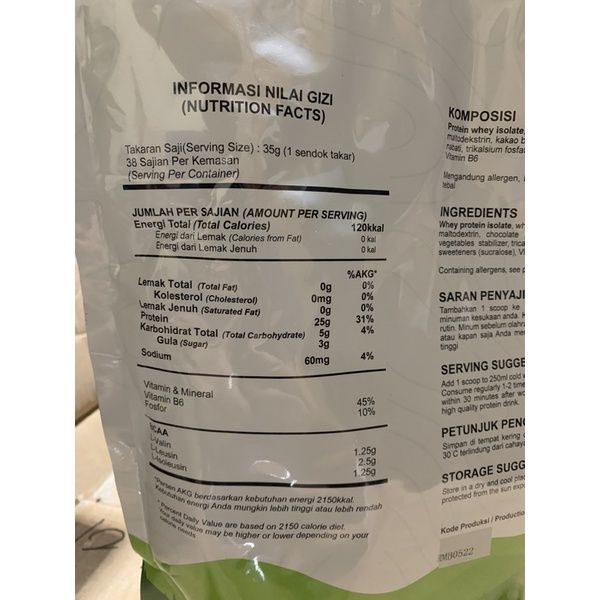 INFORMASI NILAI GIZI
(NUTRITION FACTS)
Takaran Saji(Serving Size) : 35g (1 sendok takar)
38 Sajian Per Kemasan
(Serving Per Container)
JUMLAH PER SAJIAN (AMOUNT PER SERVING)
Energi Total (Total Calories) 120kkal
Energi dari Lemak (Calories from Fat) 0 kal
Energi dari Lemak Jenuh 0 kal
%AKG*
Lemak Total (Total Fat) 0g 0%
Kolesterol (Cholesterol) 0mg 0%
Lemak Jenuh (Saturated Fat) 0g 0%
Protein 25g 31%
Karbohidrat Total (Total Carbohydrate) 5g 4%
Gula (Sugar) 3g
Sodium 60mg 4%
Vitamin & Mineral
Vitamin B6 45%
Fosfor 10%
BCAA
L-Valin 1.25g
L-Leusin 2.5g
L-Isoleusin 1.25g
*Persen AKG berdasarkan kebutuhan energi 2150kkal.
Kebutuhan energi Anda mungkin lebih tinggi atau lebih rendah
* Percent Daily Value are based on 2150 calorie diet.
Your daily value may be higher or lower depending on your
calorie needs
KOMPOSISI
Protein whey isolate,
maltodekstrin, kakao b
nabati, trikalsium fosfa
Vitamin B6
Mengandung allergen,
tebal
INGREDIENTS
Whey protein isolate, wh
maltodextrin, chocolate
vegetables stabilizer, trica
sweeteners (sucralose), Vi
Containing allergens, see p
SARAN PENYAJ
Tambahkan 1 scoop ke
minuman kesukaan anda. K
rutin. Minum sebelum olahr
atau kapan saja Anda me
tinggi
SERVING SUGGE
Add 1 scoop to 250ml cold w
Consume regularly 1-2 time
within 30 minutes after wo
high quality protein drink.
PETUNJUK PENG
Simpan di tempat kering d
30°C terlindung dari cahaya
STORAGE SUGG
Store in a dry and cool plac
protected from the sun expo
Kode Produksi / Production
MB0522